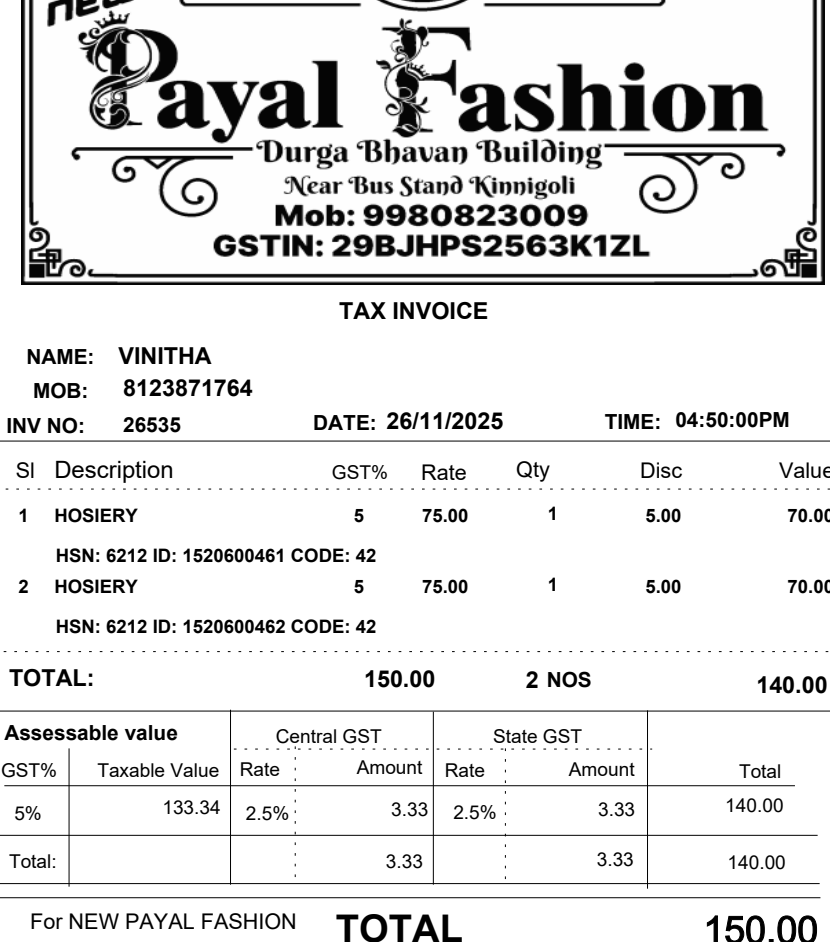 new
Payal Fashion
Durga Bhavan Building
Near Bus Stand Kinnigoli
Mob: 9980823009
GSTIN: 29BJHPS2563K1ZL
TAX INVOICE
NAME: VINITHA
MOB: 8123871764
INV NO: 26535 DATE: 26/11/2025 TIME: 04:50:00PM
Sl Description GST% Rate Qty Disc Value
1 HOSIERY 5 75.00 1 5.00 70.00
HSN: 6212 ID: 1520600461 CODE: 42
2 HOSIERY 5 75.00 1 5.00 70.00
HSN: 6212 ID: 1520600462 CODE: 42
TOTAL: 150.00 2 NOS 140.00
Assessable value Central GST State GST
GST% Taxable Value Rate Amount Rate Amount Total
5% 133.34 2.5% 3.33 2.5% 3.33 140.00
Total: 3.33 3.33 140.00
For NEW PAYAL FASHION TOTAL 150.00